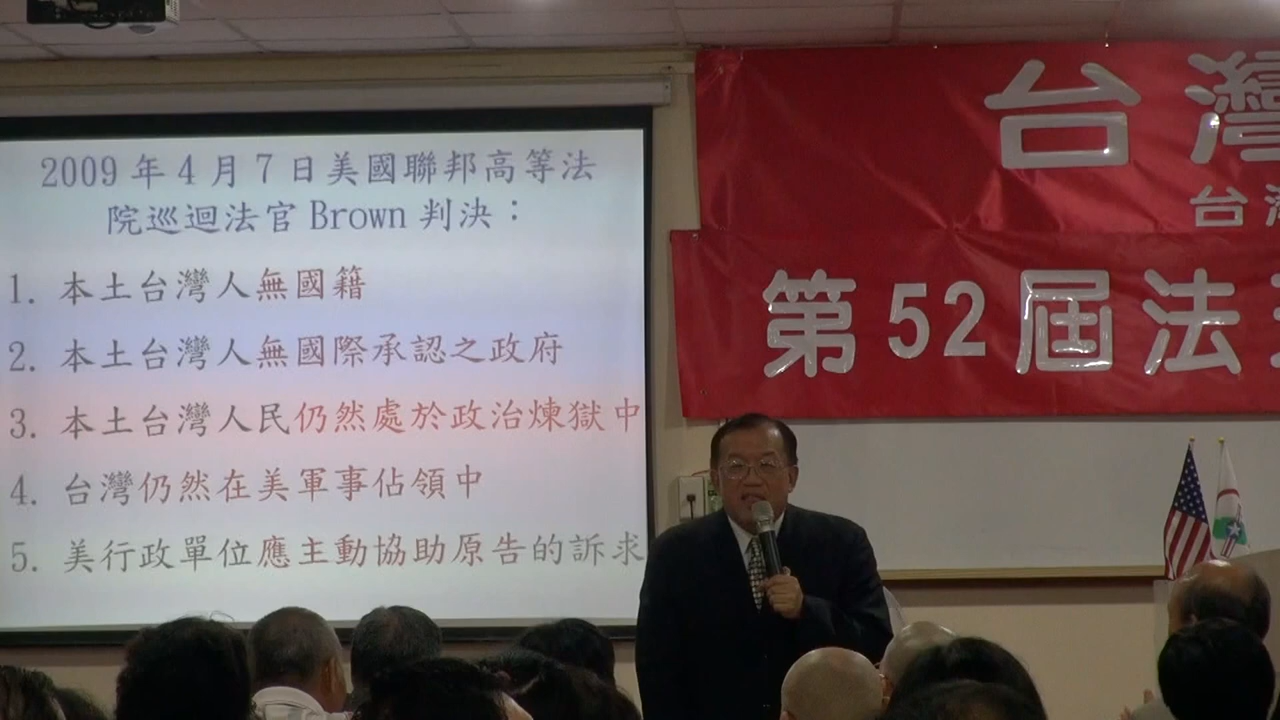 2009 年 4 月 7 日美國聯邦高等法
院巡迴法官 Brown 判決：
1. 本土台灣人無國籍
2. 本土台灣人無國際承認之政府
3. 本土台灣人民仍然處於政治煉獄中
4. 台灣仍然在美軍事佔領中
5. 美行政單位應主動協助原告的訴求
台灣
台
第52屆法